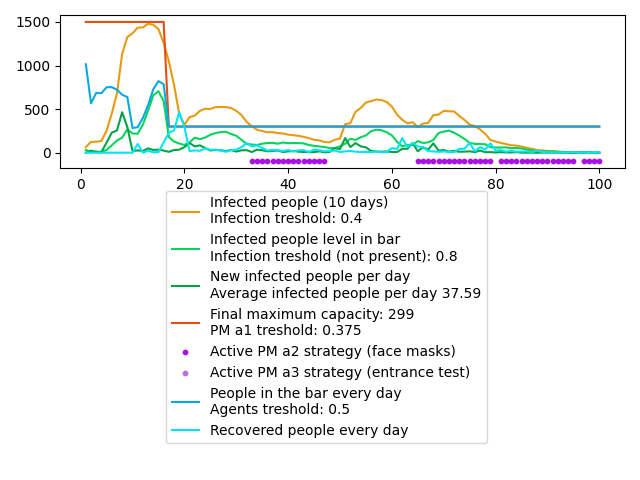 1500
1000
500
0
0
20
40
60
80
100
Infected people (10 days)
Infection treshold: 0.4
Infected people level in bar
Infection treshold (not present): 0.8
New infected people per day
Average infected people per day 37.59
Final maximum capacity: 299
PM a1 treshold: 0.375
Active PM a2 strategy (face masks)
Active PM a3 strategy (entrance test)
People in the bar every day
Agents treshold: 0.5
Recovered people every day